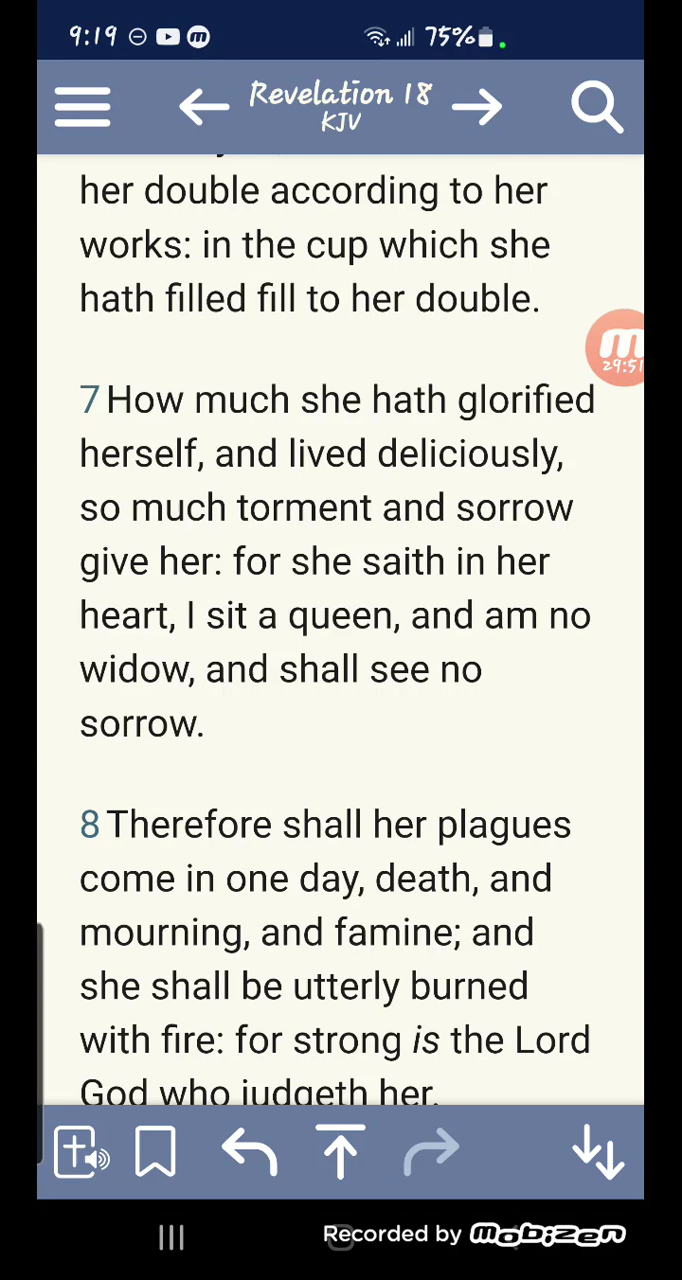 9:19 75%
Revelation 18
KJV
her double according to her
works: in the cup which she
hath filled fill to her double.
29:51
7 How much she hath glorified
herself, and lived deliciously,
so much torment and sorrow
give her: for she saith in her
heart, I sit a queen, and am no
widow, and shall see no
sorrow.
8 Therefore shall her plagues
come in one day, death, and
mourning, and famine; and
she shall be utterly burned
with fire: for strong is the Lord
God who judgeth her.
Recorded by mobizen